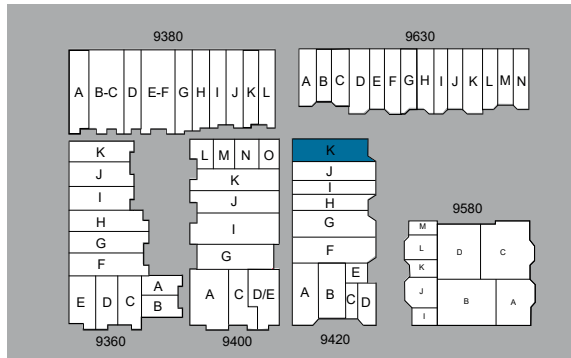 9380
A B-C D E-F G H I J K L
9630
A B C D E F G H I J K L M N
K
J
I
H
G
F
E D C
A
B
9360
L M N O
K
J
I
G
A C D/E
9400
K
J
I
H
G
F
E
A B
C D
9420
9580
M
L
K
J
I
D C
B A